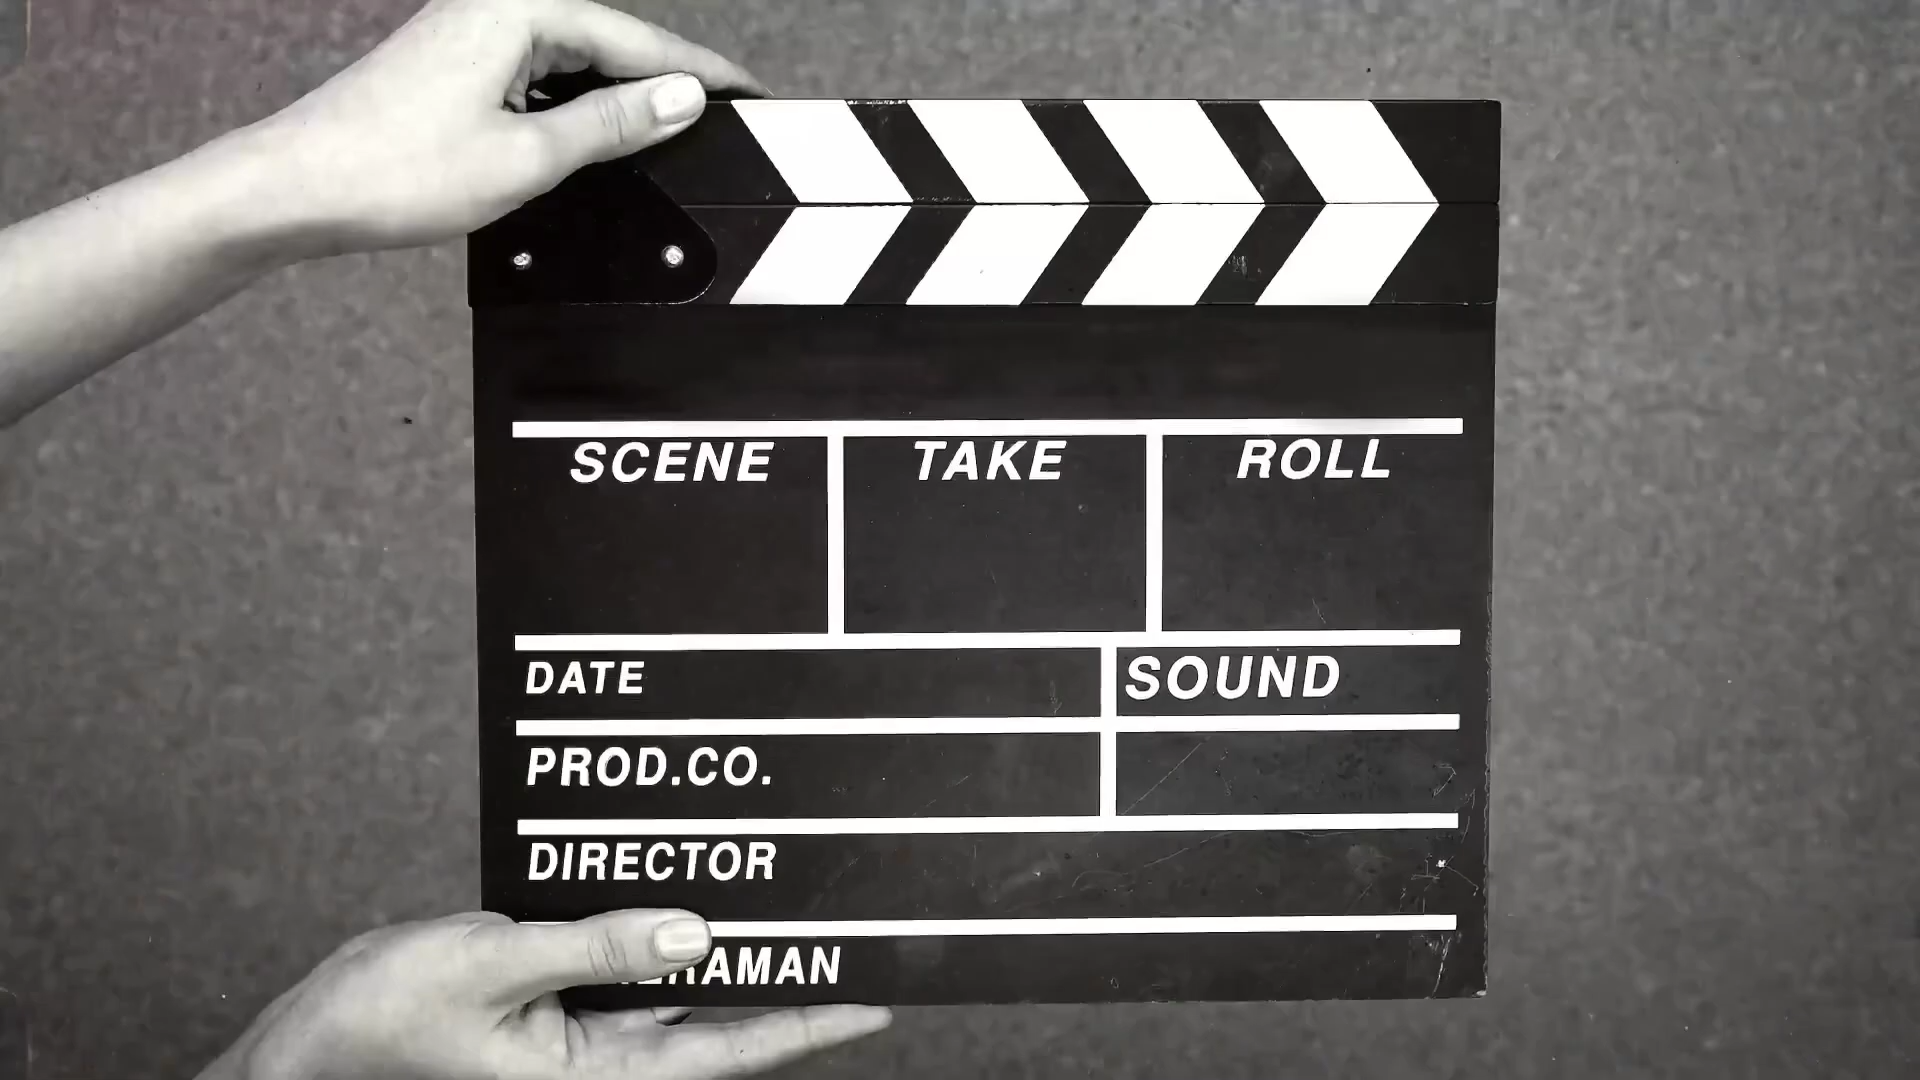 SCENE TAKE ROLL
DATE SOUND
PROD.CO.
DIRECTOR